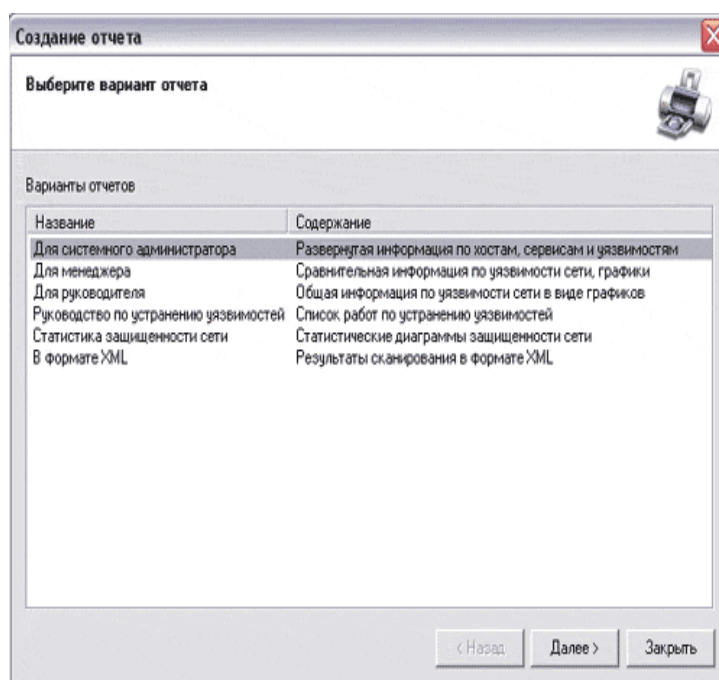 Создание отчета
Выберите вариант отчета
Варианты отчетов
Название Содержание
Для системного администратора Развернутая информация по хостам, сервисам и уязвимостям
Для менеджера Сравнительная информация по уязвимости сети, графики
Для руководителя Общая информация по уязвимости сети в виде графиков
Руководство по устранению уязвимостей Список работ по устранению уязвимостей
Статистика защищенности сети Статистические диаграммы защищенности сети
В формате XML Результаты сканирования в формате XML
< Назад Далее > Закрыть